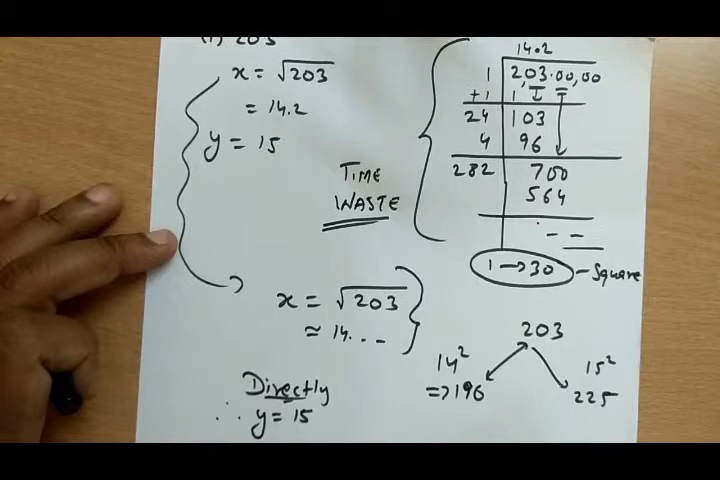 x = √203
= 14.2
y = 15
TIME
WASTE
14.2
1 203.00,00
+1 1
24 103
4 96
282 700
564
- -
1 → 30 - Square
x = √203
≈ 14. - - -
Directly
∴ y = 15
203
14² 15²
=> 196 225